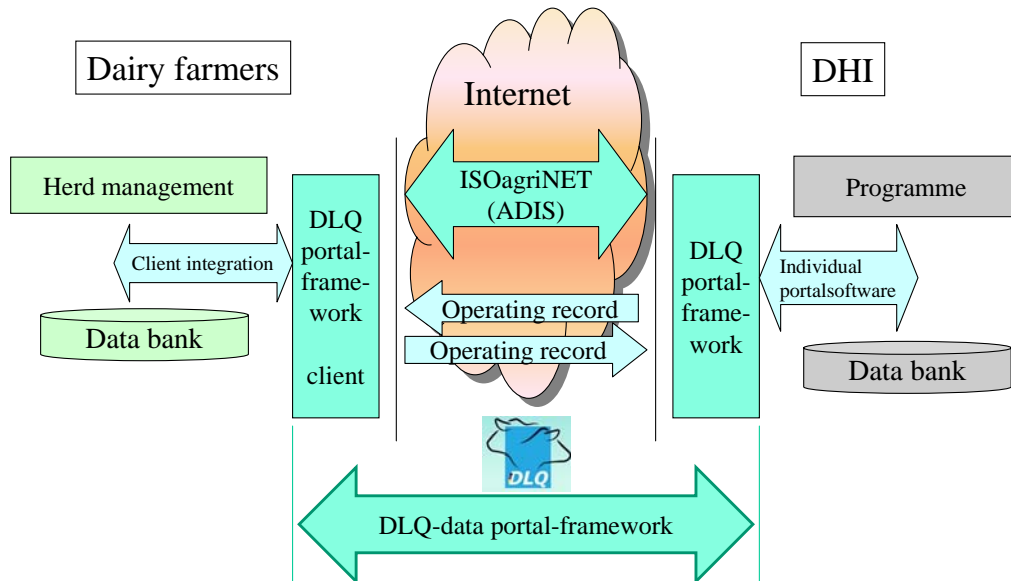 Dairy farmers
Internet
DHI
Herd management
ISOagriNET
(ADIS)
Programme
DLQ
portal-
frame-
work
client
DLQ
portal-
frame-
work
Client integration
Individual
portalsoftware
Operating record
Operating record
Data bank
Data bank
DLQ
DLQ-data portal-framework